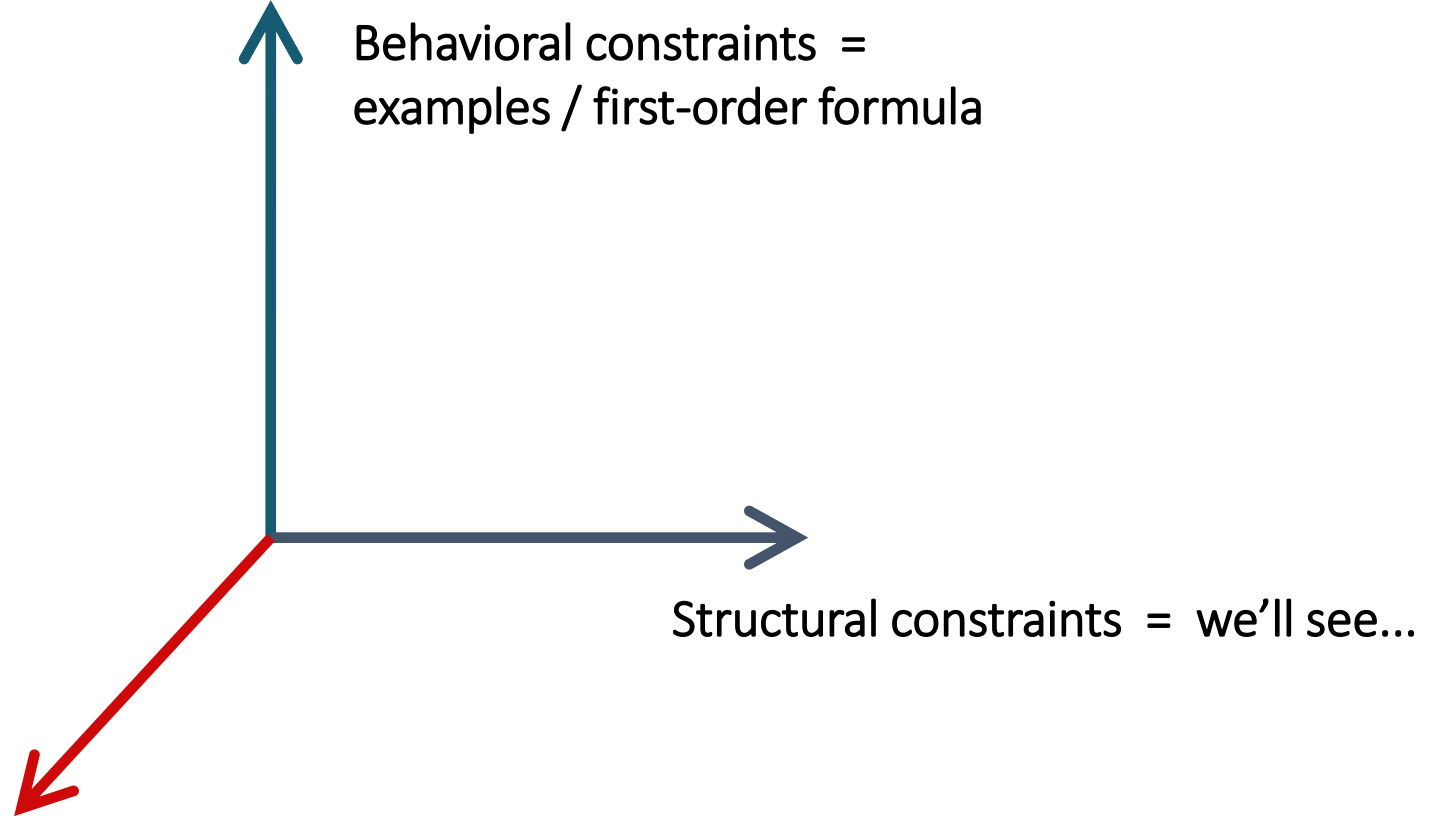 Behavioral constraints =
examples / first-order formula
Structural constraints = we’ll see...